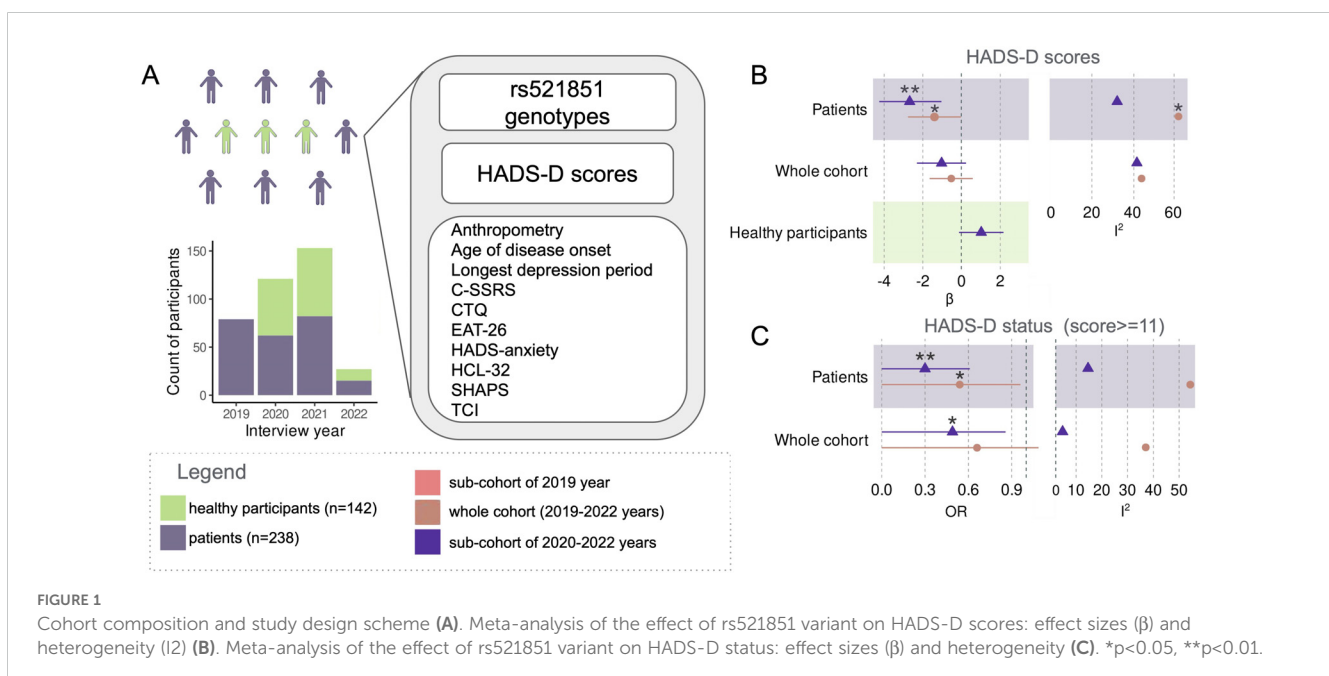 A
rs521851
genotypes
HADS-D scores
Anthropometry
Age of disease onset
Longest depression period
C-SSRS
CTQ
EAT-26
HADS-anxiety
HCL-32
SHAPS
TCI
Count of participants
150
100
50
0
2019 2020 2021 2022
Interview year
Legend
healthy participants (n=142)
patients (n=238)
sub-cohort of 2019 year
whole cohort (2019-2022 years)
sub-cohort of 2020-2022 years
B
HADS-D scores
Patients
**
*
*
Whole cohort
Healthy participants
-4 -2 0 2
β
0 20 40 60
I²
C
HADS-D status (score>=11)
Patients
**
*
Whole cohort
*
0.0 0.3 0.6 0.9
OR
0 10 20 30 40 50
I²
FIGURE 1
Cohort composition and study design scheme (A). Meta-analysis of the effect of rs521851 variant on HADS-D scores: effect sizes (β) and
heterogeneity (I2) (B). Meta-analysis of the effect of rs521851 variant on HADS-D status: effect sizes (β) and heterogeneity (C). *p<0.05, **p<0.01.